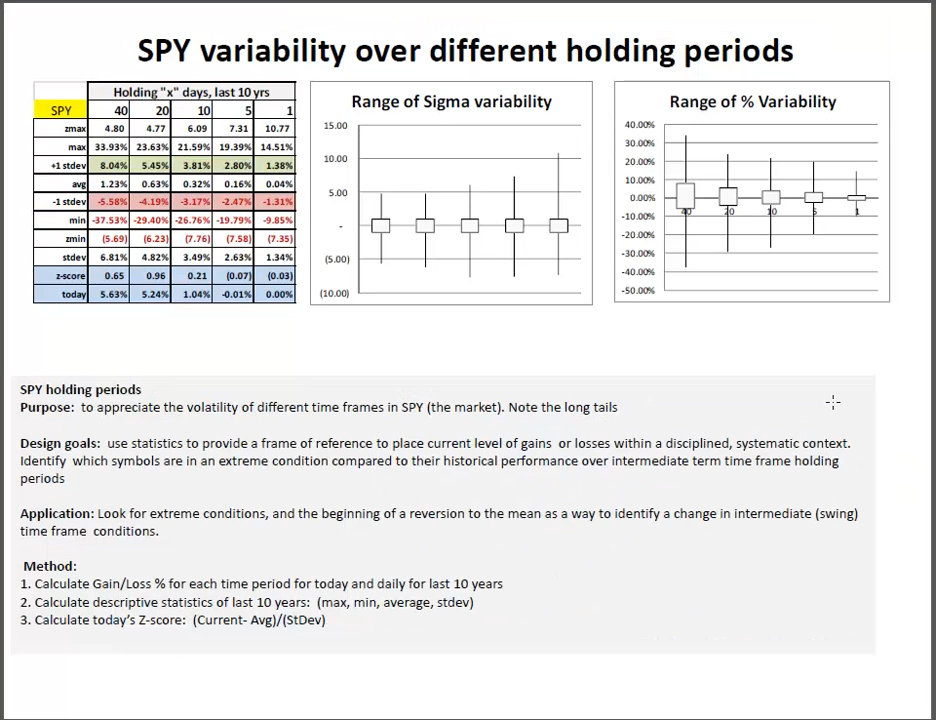 SPY variability over different holding periods
Holding "x" days, last 10 yrs
SPY 40 20 10 5 1
zmax 4.80 4.77 6.09 7.31 10.77
max 33.93% 23.63% 21.59% 19.39% 14.51%
+1 stdev 8.04% 5.45% 3.81% 2.80% 1.38%
avg 1.23% 0.63% 0.32% 0.16% 0.04%
-1 stdev -5.58% -4.19% -3.17% -2.47% -1.31%
min -37.53% -29.40% -26.76% -19.79% -9.85%
zmin (5.69) (6.23) (7.76) (7.58) (7.35)
stdev 6.81% 4.82% 3.49% 2.63% 1.34%
z-score 0.65 0.96 0.21 (0.07) (0.03)
today 5.63% 5.24% 1.04% -0.01% 0.00%
Range of Sigma variability
15.00
10.00
5.00
-
(5.00)
(10.00)
Range of % Variability
40.00%
30.00%
20.00%
10.00%
0.00%
-10.00%
-20.00%
-30.00%
-40.00%
-50.00%
40 20 10 5 1
SPY holding periods
Purpose: to appreciate the volatility of different time frames in SPY (the market). Note the long tails
Design goals: use statistics to provide a frame of reference to place current level of gains or losses within a disciplined, systematic context.
Identify which symbols are in an extreme condition compared to their historical performance over intermediate term time frame holding
periods
Application: Look for extreme conditions, and the beginning of a reversion to the mean as a way to identify a change in intermediate (swing)
time frame conditions.
Method:
1. Calculate Gain/Loss % for each time period for today and daily for last 10 years
2. Calculate descriptive statistics of last 10 years: (max, min, average, stdev)
3. Calculate today's Z-score: (Current- Avg)/(StDev)